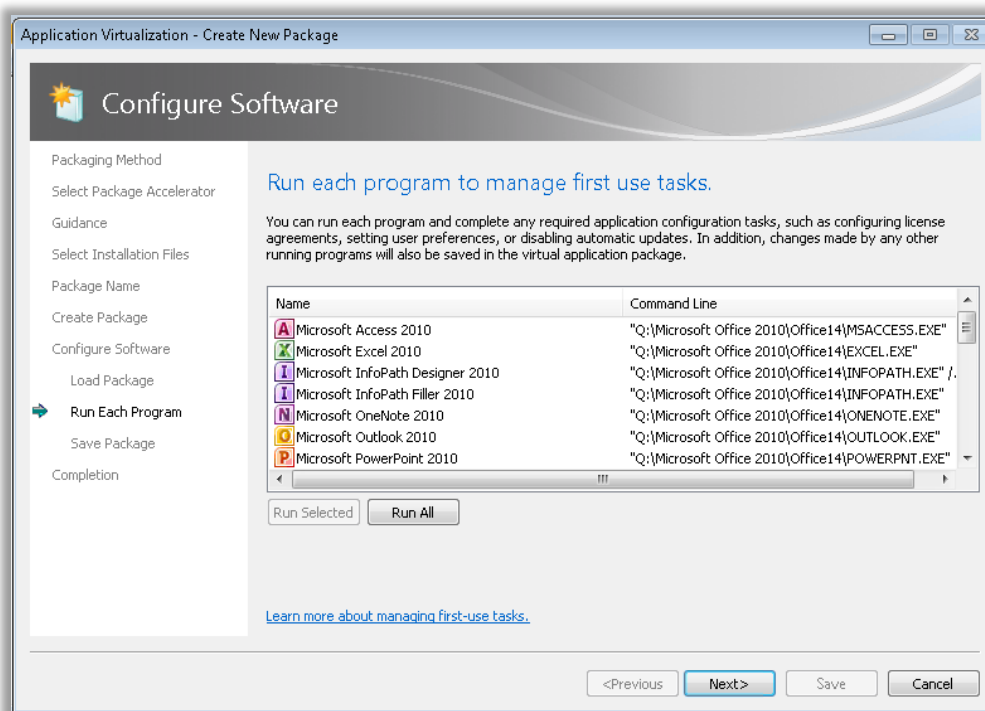 Application Virtualization - Create New Package
Configure Software
Packaging Method
Select Package Accelerator
Guidance
Select Installation Files
Package Name
Create Package
Configure Software
Load Package
Run Each Program
Save Package
Completion
Run each program to manage first use tasks.
You can run each program and complete any required application configuration tasks, such as configuring license
agreements, setting user preferences, or disabling automatic updates. In addition, changes made by any other
running programs will also be saved in the virtual application package.
Name Command Line
Microsoft Access 2010 "Q:\Microsoft Office 2010\Office14\MSACCESS.EXE"
Microsoft Excel 2010 "Q:\Microsoft Office 2010\Office14\EXCEL.EXE"
Microsoft InfoPath Designer 2010 "Q:\Microsoft Office 2010\Office14\INFOPATH.EXE" /.
Microsoft InfoPath Filler 2010 "Q:\Microsoft Office 2010\Office14\INFOPATH.EXE"
Microsoft OneNote 2010 "Q:\Microsoft Office 2010\Office14\ONENOTE.EXE"
Microsoft Outlook 2010 "Q:\Microsoft Office 2010\Office14\OUTLOOK.EXE"
Microsoft PowerPoint 2010 "Q:\Microsoft Office 2010\Office14\POWERPNT.EXE"
Run Selected Run All
Learn more about managing first-use tasks.
<Previous Next> Save Cancel